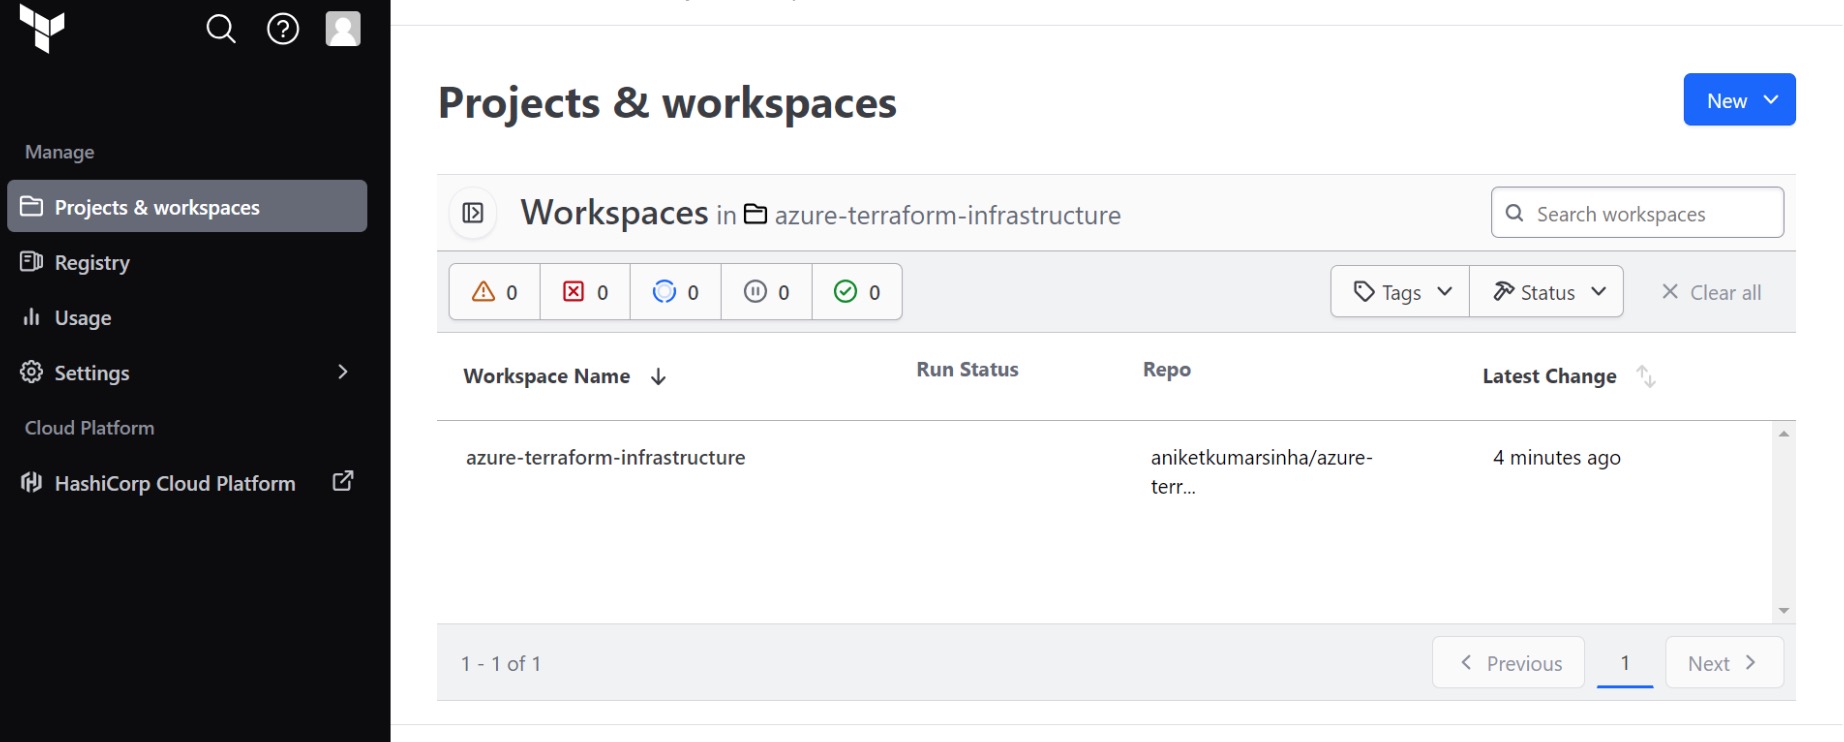 Manage
Projects & workspaces
Registry
Usage
Settings
Cloud Platform
HashiCorp Cloud Platform
Projects & workspaces
New
Workspaces in azure-terraform-infrastructure
Search workspaces
0 0 0 0 0
Tags Status Clear all
Workspace Name Run Status Repo Latest Change
azure-terraform-infrastructure aniketkumarsinha/azure- 4 minutes ago
terr...
1 - 1 of 1
Previous 1 Next